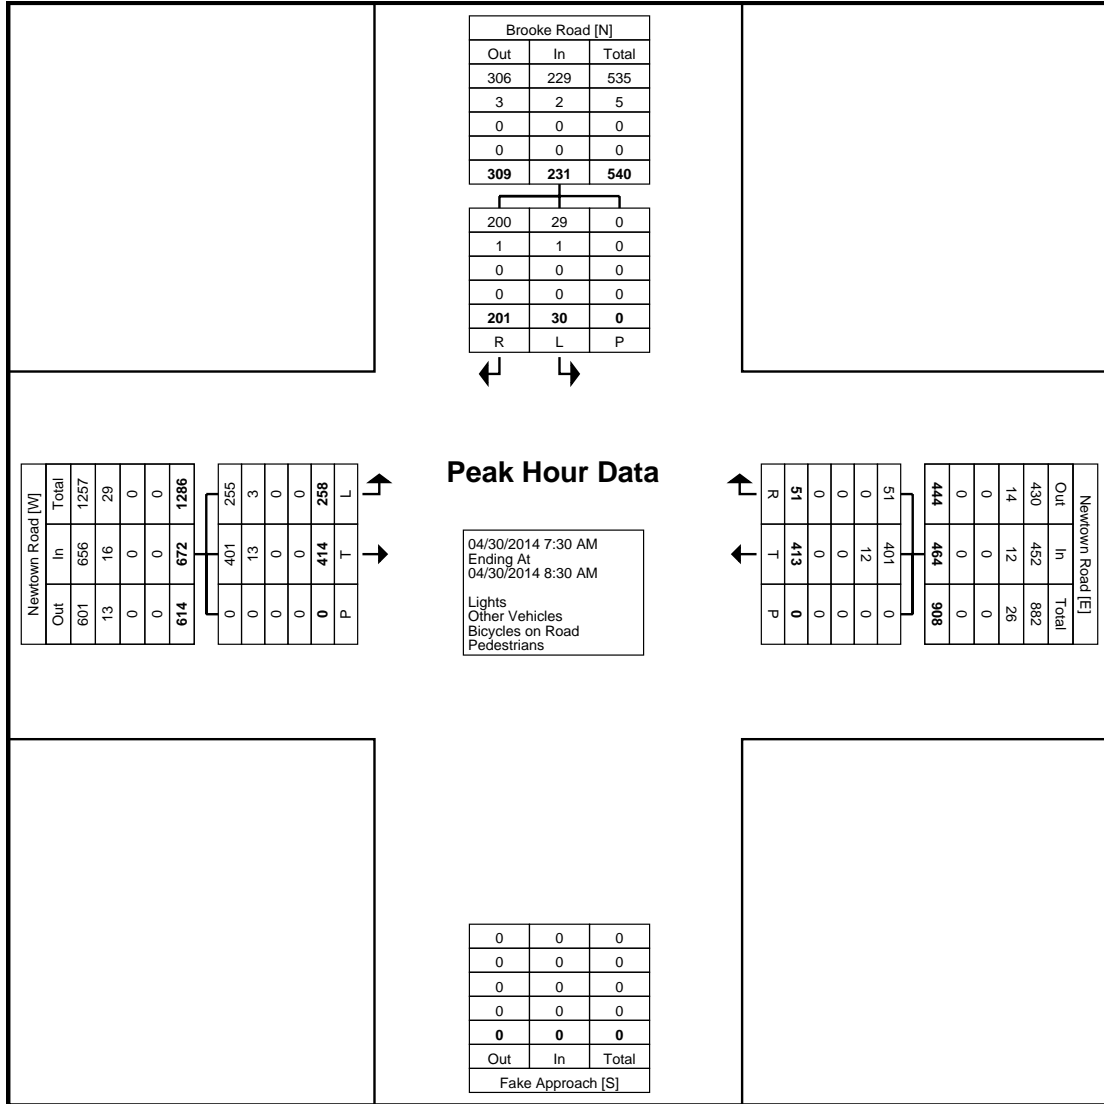 Brooke Road [N]
Out In Total
306 229 535
3 2 5
0 0 0
0 0 0
309 231 540
200 29 0
1 1 0
0 0 0
0 0 0
201 30 0
R L P
Newtown Road [W]
Total 1257 29 0 0 1286
In 656 16 0 0 672
Out 601 13 0 0 614
255 3 0 0 258 L
401 13 0 0 414 T
0 0 0 0 0 P
Peak Hour Data
04/30/2014 7:30 AM
Ending At
04/30/2014 8:30 AM
Lights
Other Vehicles
Bicycles on Road
Pedestrians
R 51 0 0 0 51
T 413 0 0 12 401
P 0 0 0 0 0
444 0 0 14 430 Out
464 0 0 12 452 In
908 0 0 26 882 Total
Newtown Road [E]
0 0 0
0 0 0
0 0 0
0 0 0
0 0 0
Out In Total
Fake Approach [S]